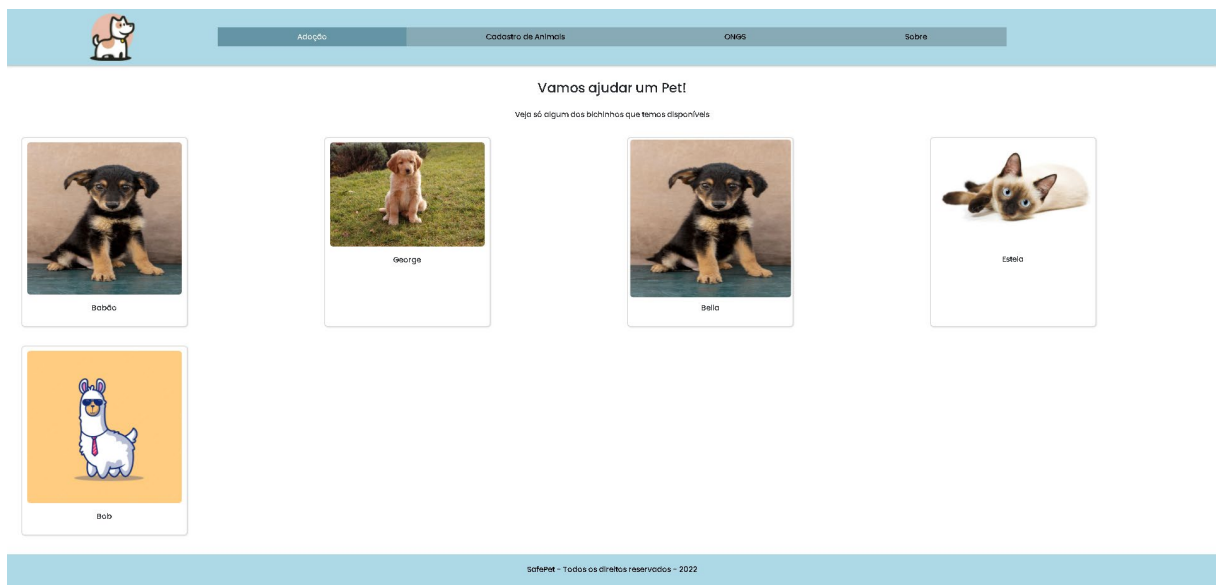 Adoção
Cadastro de Animais
ONGS
Sobre
Vamos ajudar um Pet!
Veja só algum dos bichinhos que temos disponíveis
Babão
George
Bella
Estela
Bob
SafePet - Todos os direitos reservados - 2022